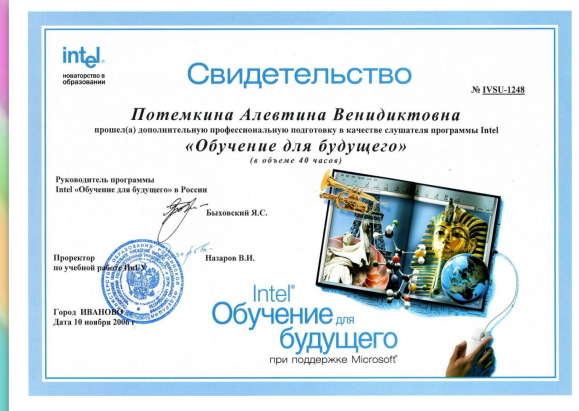 intel®
новаторство в
образовании
Свидетельство
№ IVSU-1248
Потемкина Алевтина Венидиктовна
прошел(а) дополнительную профессиональную подготовку в качестве слушателя программы Intel
«Обучение для будущего»
(в объеме 40 часов)
Руководитель программы
Intel «Обучение для будущего» в России
Быховский Я.С.
Проректор
по учебной работе
Назаров В.И.
Город ИВАНОВО
Дата 10 ноября 2006 г
Intel®
Обучение для
будущего
при поддержке Microsoft®